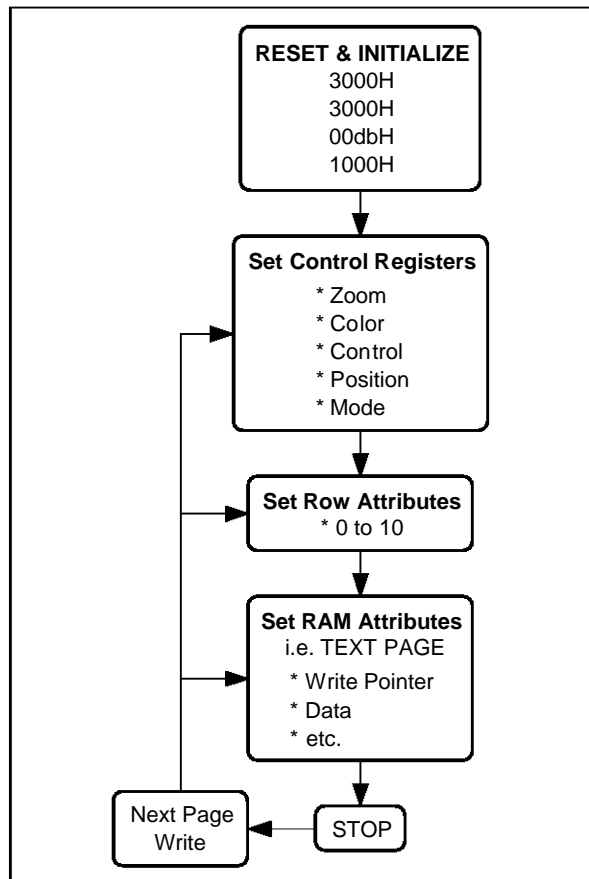 RESET & INITIALIZE
3000H
3000H
00dbH
1000H
Set Control Registers
* Zoom
* Color
* Control
* Position
* Mode
Set Row Attributes
* 0 to 10
Set RAM Attributes
i.e. TEXT PAGE
* Write Pointer
* Data
* etc.
Next Page
Write
STOP